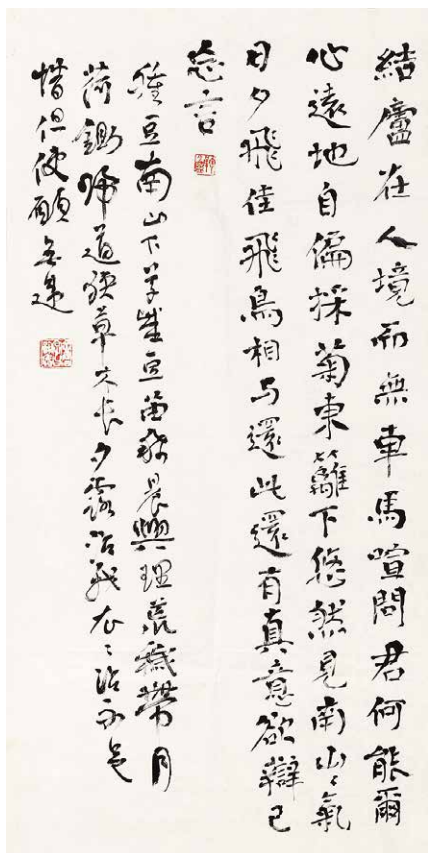 結廬在人境而無車馬喧問君何能爾
心遠地自偏採菊東籬下悠然見南山〻氣
日夕飛佳飛鳥相与還此還有真意欲辯已
忘言
種豆南山下草盛豆苗稀晨興理荒穢帶月
荷鋤帰道狹草木長夕露沾我衣〻沾不足
惜但使願無違